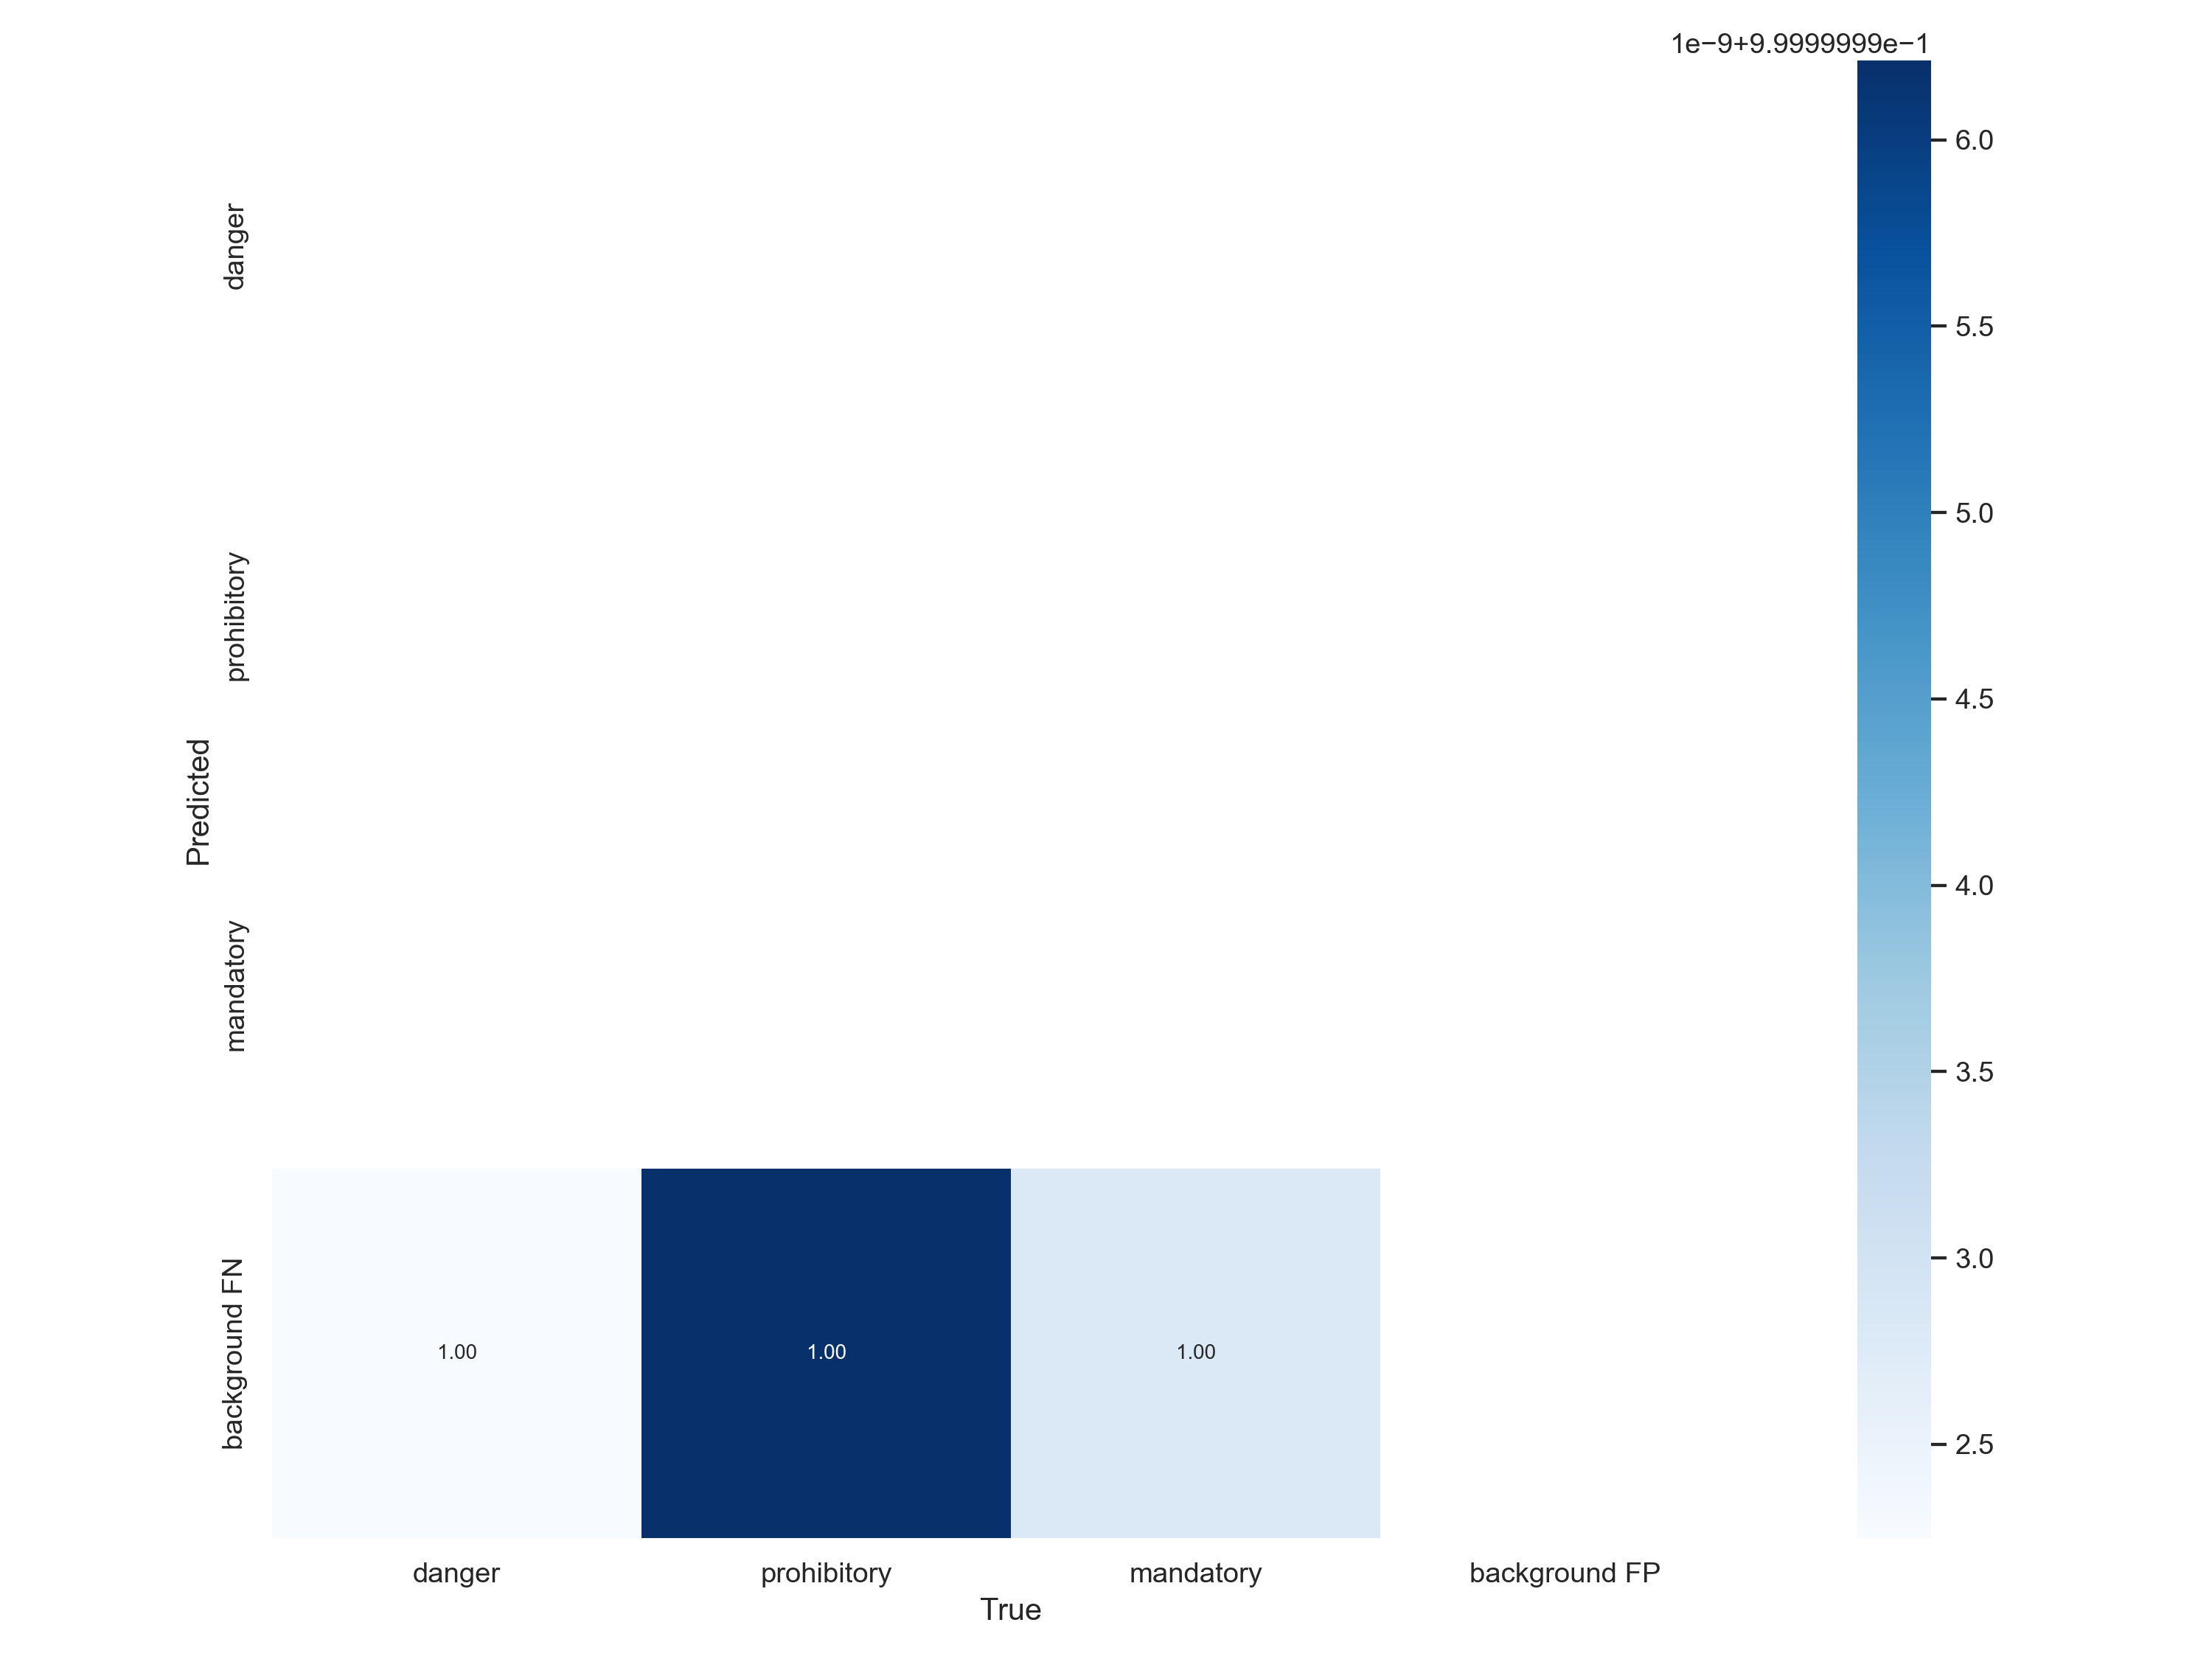 1e−9+9.9999999e−1
6.0
5.5
5.0
4.5
4.0
3.5
3.0
2.5
Predicted
danger
prohibitory
mandatory
background FN
1.00 1.00 1.00
danger prohibitory mandatory background FP
True